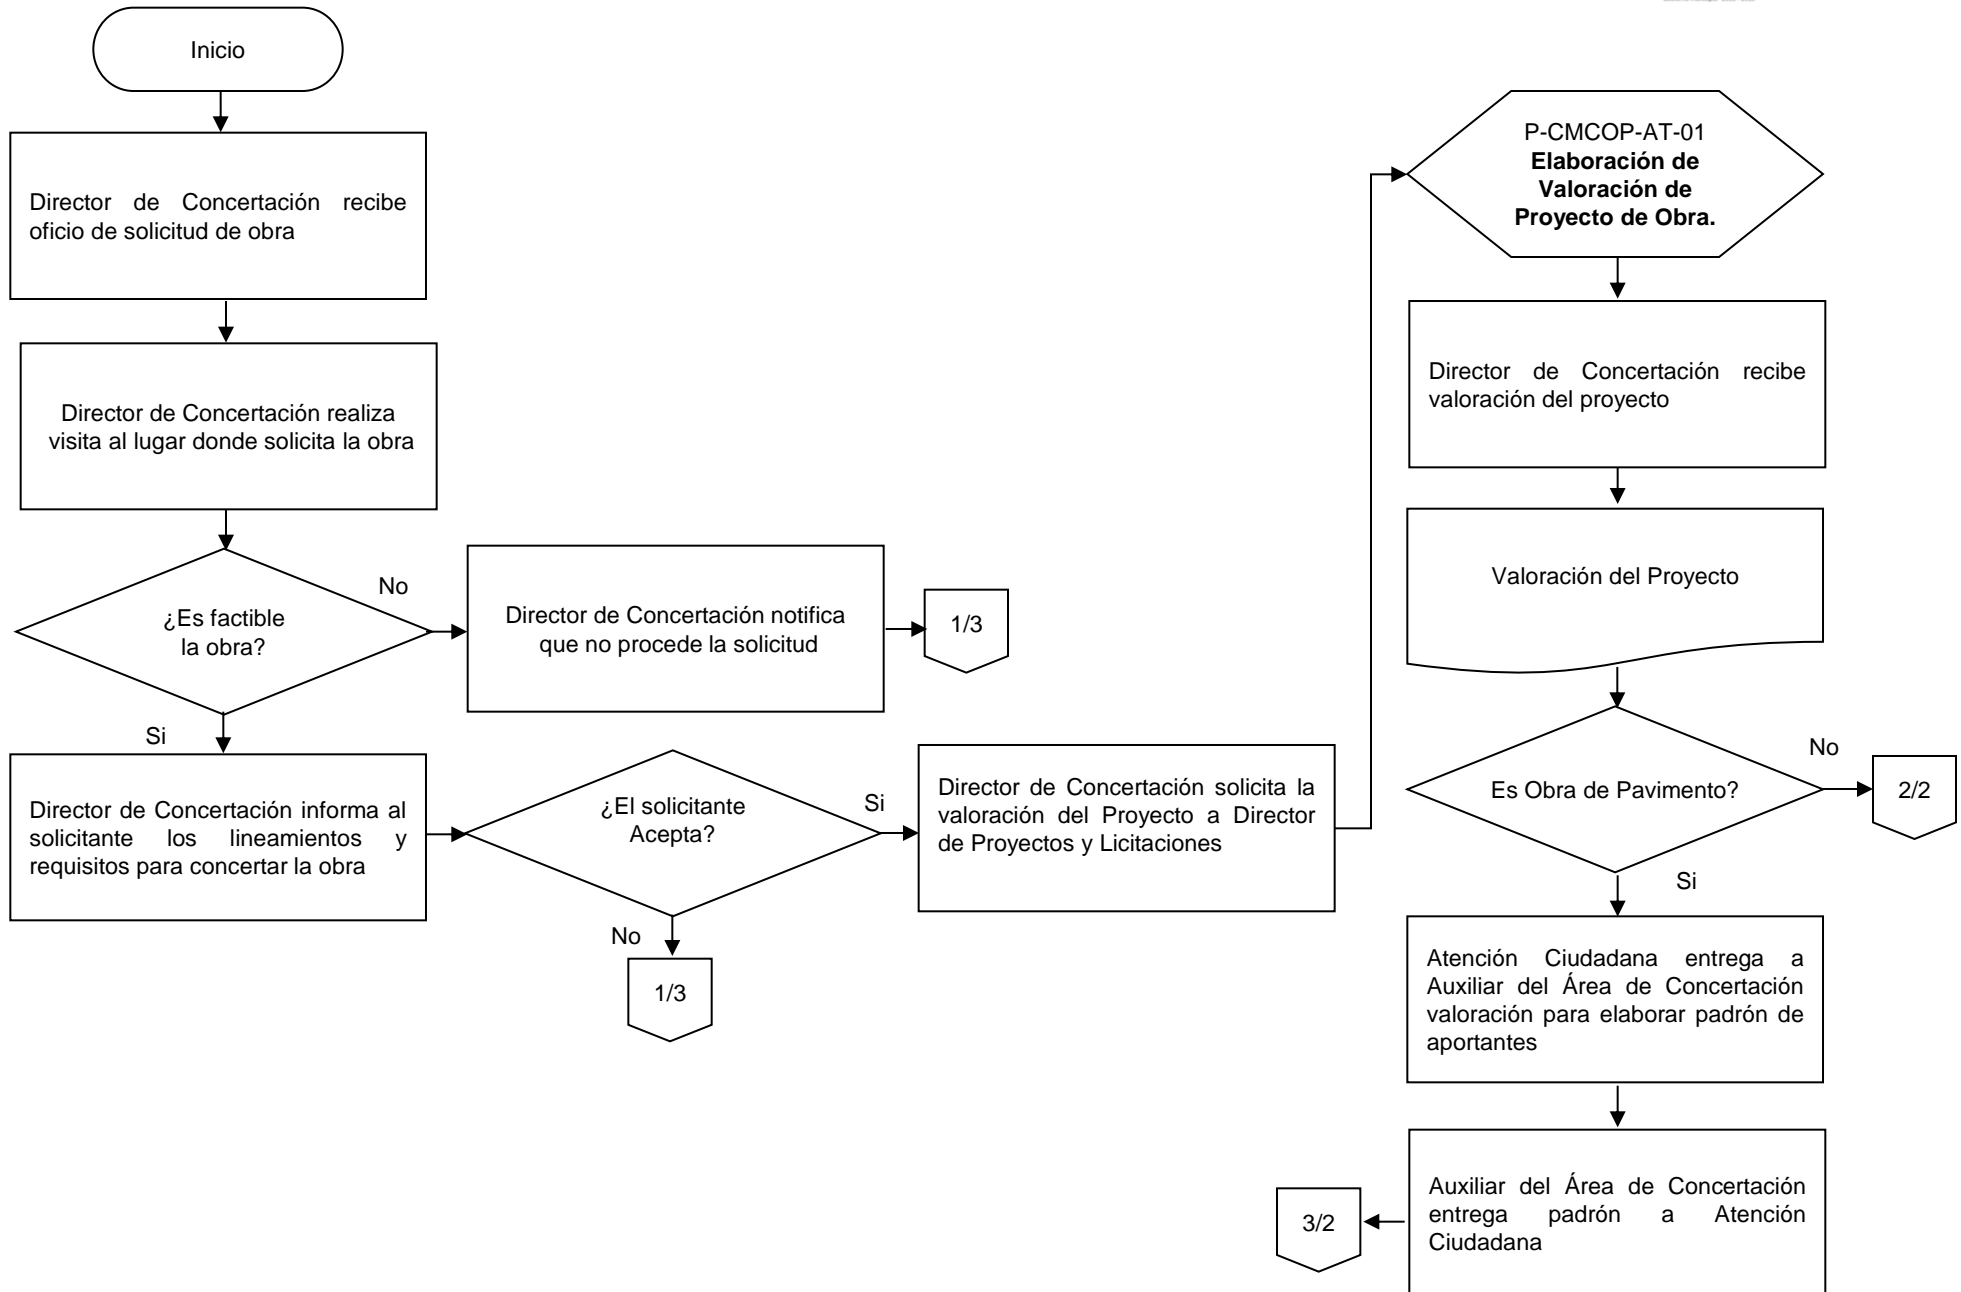 Inicio
Director de Concertación recibe
oficio de solicitud de obra
Director de Concertación realiza
visita al lugar donde solicita la obra
¿Es factible
la obra?
No
Director de Concertación notifica
que no procede la solicitud
1/3
Si
Director de Concertación informa al
solicitante los lineamientos y
requisitos para concertar la obra
¿El solicitante
Acepta?
No
1/3
Si
Director de Concertación solicita la
valoración del Proyecto a Director
de Proyectos y Licitaciones
P-CMCOP-AT-01
Elaboración de
Valoración de
Proyecto de Obra.
Director de Concertación recibe
valoración del proyecto
Valoración del Proyecto
Es Obra de Pavimento?
No
2/2
Si
Atención Ciudadana entrega a
Auxiliar del Área de Concertación
valoración para elaborar padrón de
aportantes
Auxiliar del Área de Concertación
entrega padrón a Atención
Ciudadana
3/2